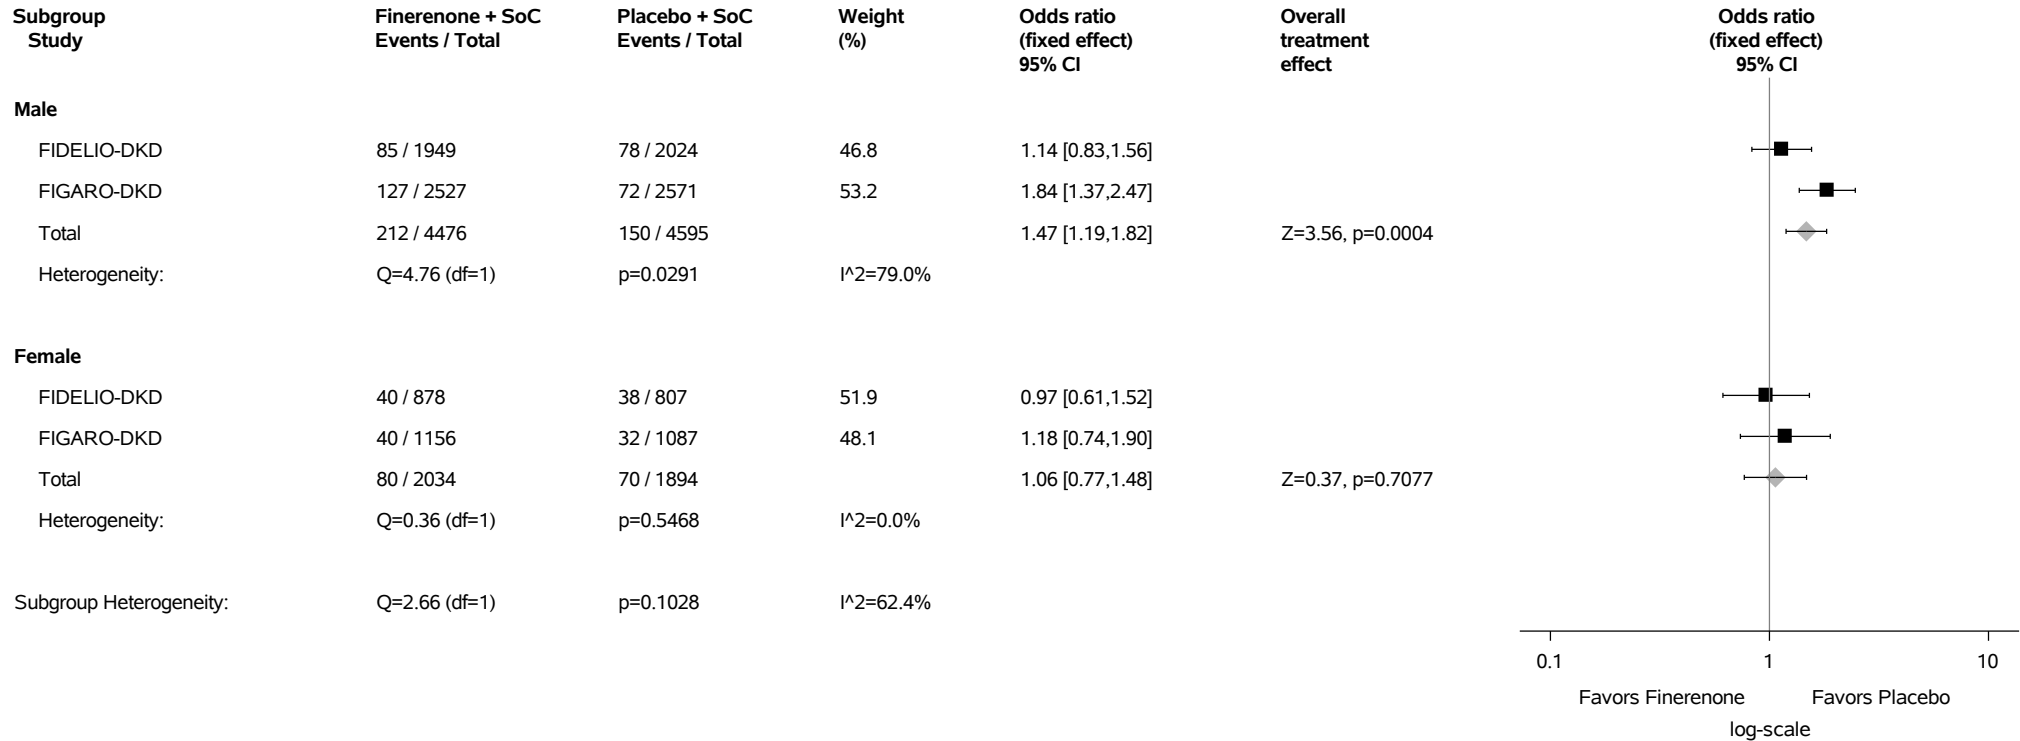 Subgroup Finerenone + SoC Placebo + SoC Weight Odds ratio Overall Odds ratio
Study Events / Total Events / Total (%) (fixed effect) treatment (fixed effect)
95% CI effect 95% CI
Male
FIDELIO-DKD 85 / 1949 78 / 2024 46.8 1.14 [0.83,1.56]
FIGARO-DKD 127 / 2527 72 / 2571 53.2 1.84 [1.37,2.47]
Total 212 / 4476 150 / 4595 1.47 [1.19,1.82] Z=3.56, p=0.0004
Heterogeneity: Q=4.76 (df=1) p=0.0291 I^2=79.0%
Female
FIDELIO-DKD 40 / 878 38 / 807 51.9 0.97 [0.61,1.52]
FIGARO-DKD 40 / 1156 32 / 1087 48.1 1.18 [0.74,1.90]
Total 80 / 2034 70 / 1894 1.06 [0.77,1.48] Z=0.37, p=0.7077
Heterogeneity: Q=0.36 (df=1) p=0.5468 I^2=0.0%
Subgroup Heterogeneity: Q=2.66 (df=1) p=0.1028 I^2=62.4%
0.1 1 10
Favors Finerenone Favors Placebo
log-scale